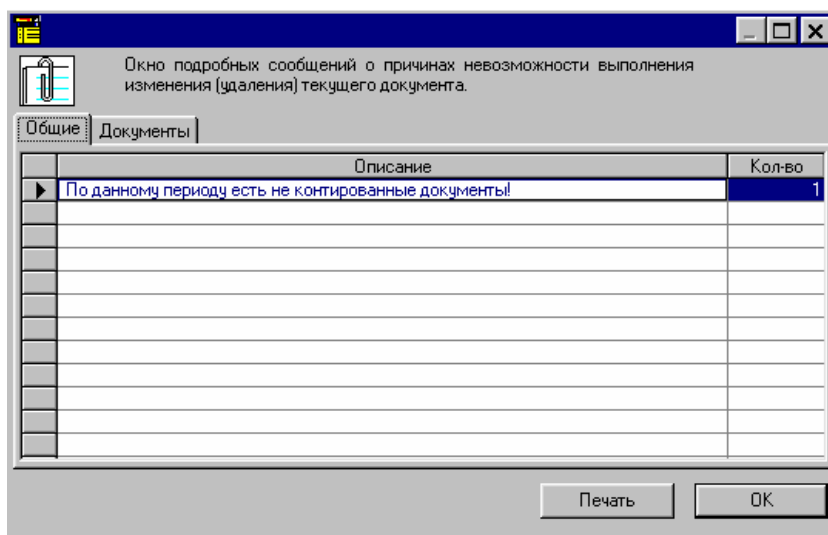 Окно подробных сообщений о причинах невозможности выполнения
изменения (удаления) текущего документа.
Общие Документы
Описание Кол-во
По данному периоду есть не контированные документы! 1
Печать OK